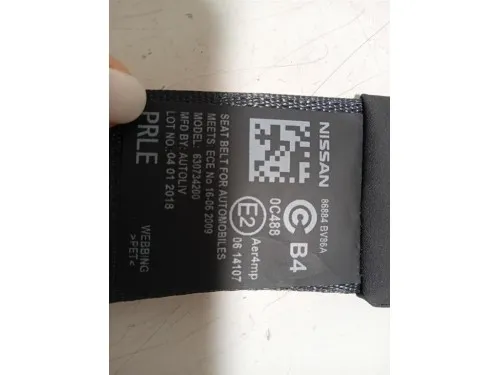 NISSAN
86884 BV86A
C B4
0C488
E2 Aer4mp
06 14107
SEAT BELT FOR AUTOMOBILES
MEETS: ECE No 16-06 2009
MODEL: 630734200
MFD BY: AUTOLIV
LOT NO.: 04 01 2018
PRLE
WEBBING
>PET<